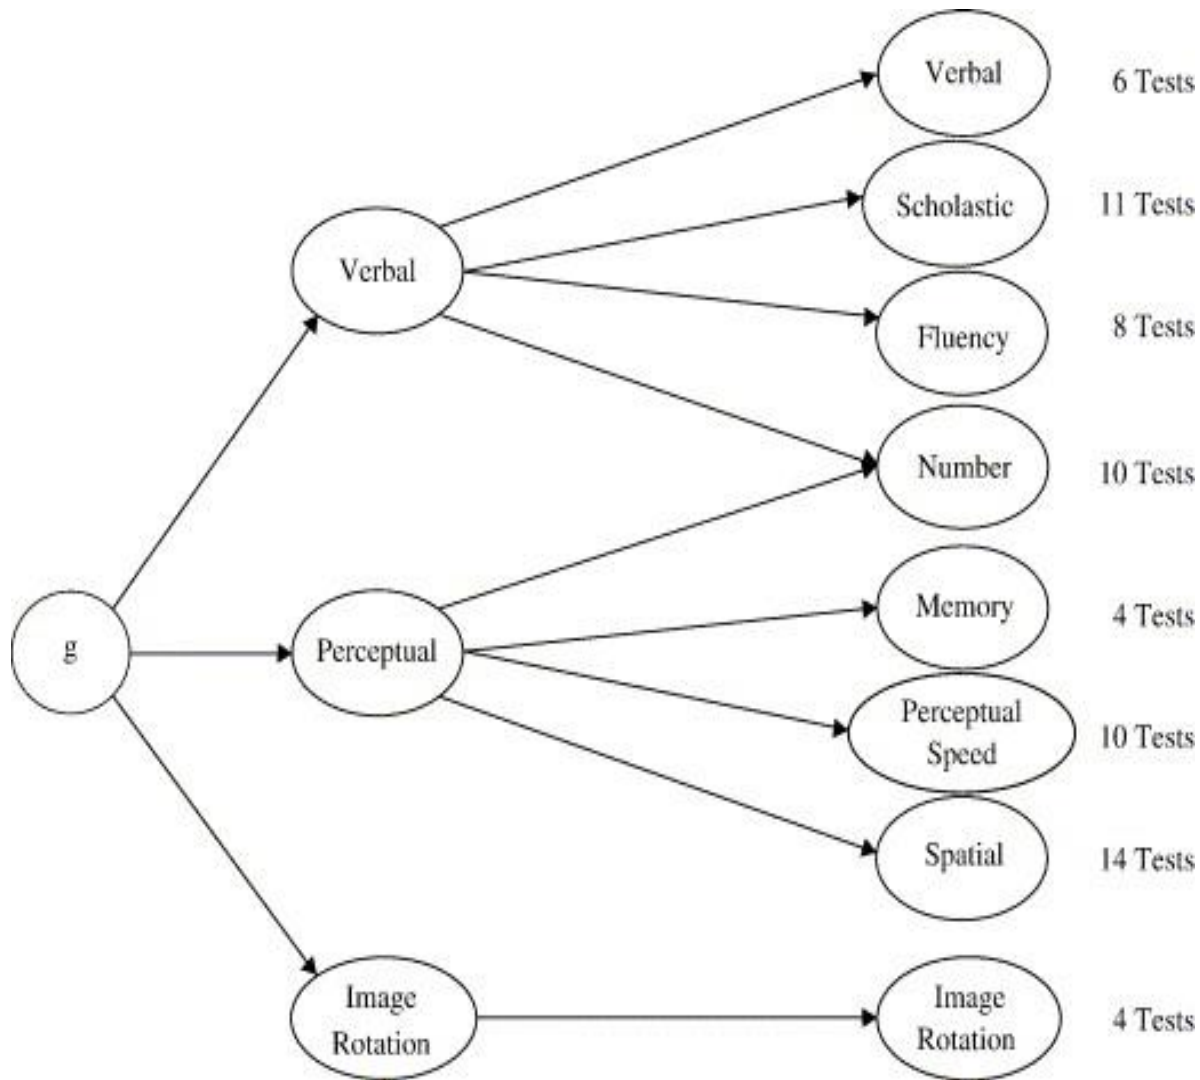 Verbal
6 Tests
Scholastic
11 Tests
Verbal
Fluency
8 Tests
Number
10 Tests
Memory
4 Tests
g
Perceptual
Perceptual
Speed
10 Tests
Spatial
14 Tests
Image
Rotation
Image
Rotation
4 Tests